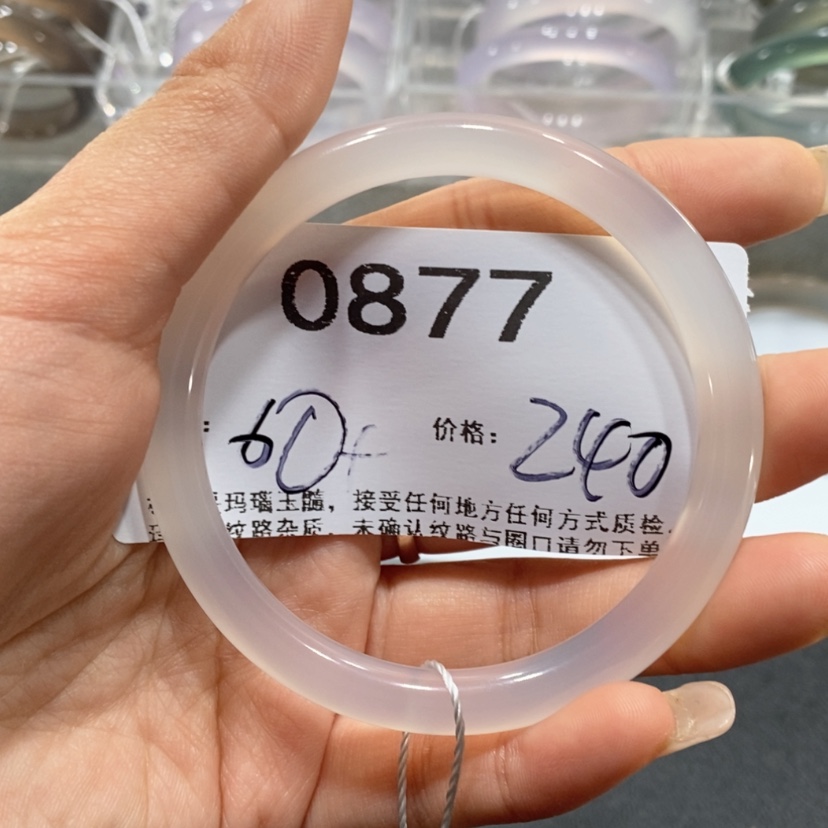 0877
: 60+ 价格: 240
玛瑙玉髓，接受任何地方任何方式质检
纹路杂质，未确认纹路与圈口请勿下单